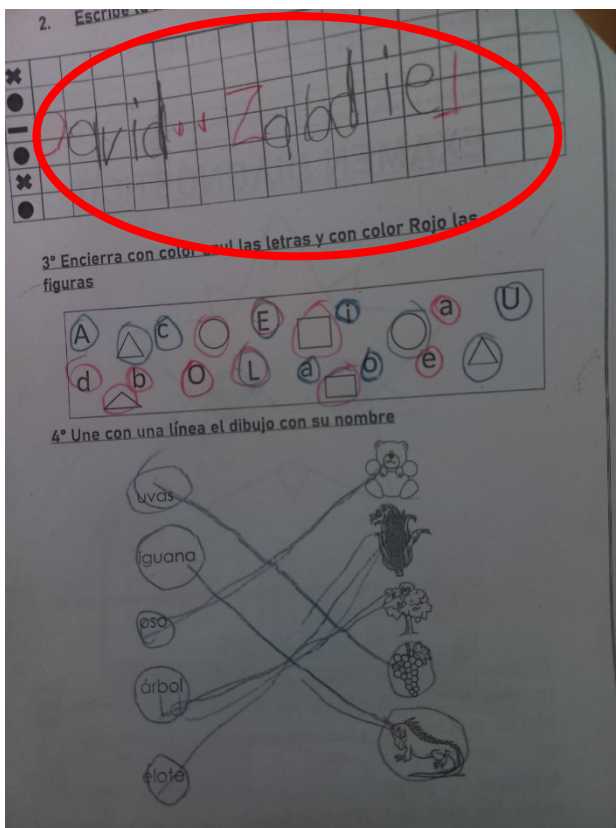 2. Escribe
David Zabdiel
3° Encierra con color azul las letras y con color Rojo las
figuras
A C E i a U
d b O L a b e
4° Une con una línea el dibujo con su nombre
uvas
iguana
oso
árbol
elote